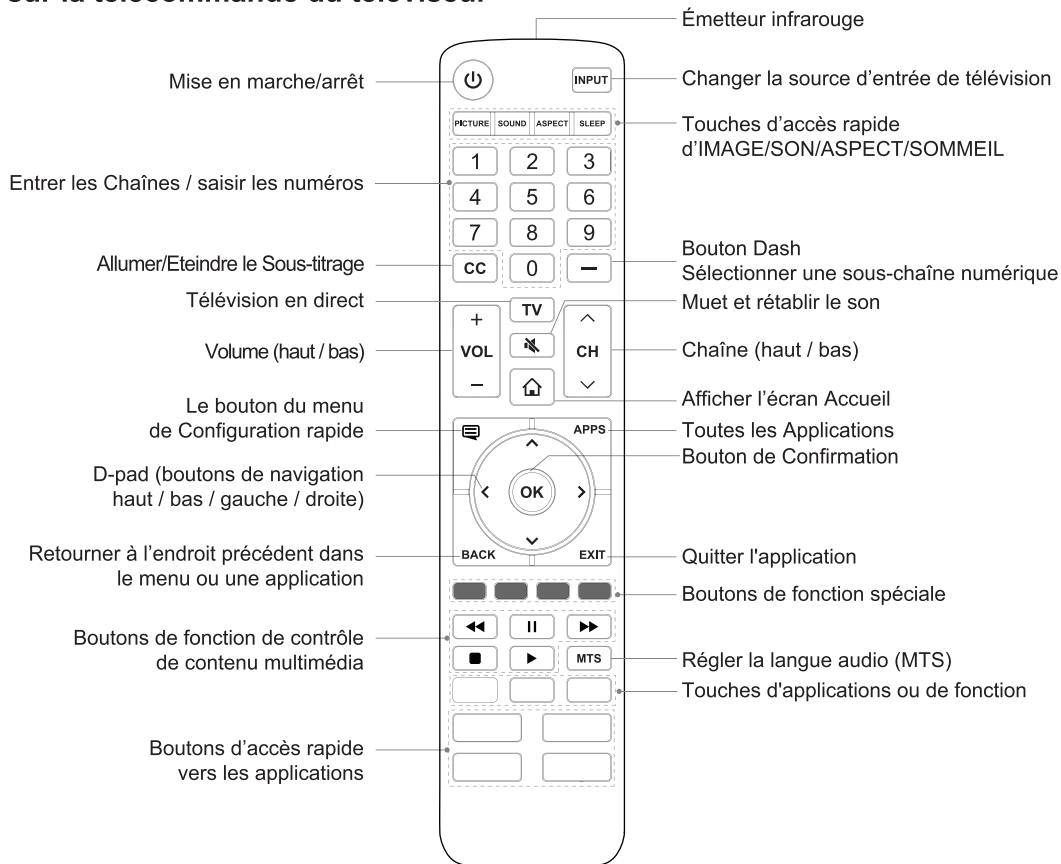 sur la télécommande du téléviseur
Émetteur infrarouge
Mise en marche/arrêt
INPUT
Changer la source d'entrée de télévision
PICTURE SOUND ASPECT SLEEP
Touches d'accès rapide
d'IMAGE/SON/ASPECT/SOMMEIL
Entrer les Chaînes / saisir les numéros
1 2 3
4 5 6
7 8 9
Allumer/Eteindre le Sous-titrage
CC 0 —
Bouton Dash
Sélectionner une sous-chaîne numérique
Télévision en direct
TV
Muet et rétablir le son
Volume (haut / bas)
+
VOL
–
CH
Chaîne (haut / bas)
Afficher l'écran Accueil
Le bouton du menu
de Configuration rapide
APPS
Toutes les Applications
Bouton de Confirmation
D-pad (boutons de navigation
haut / bas / gauche / droite)
OK
Retourner à l'endroit précédent dans
le menu ou une application
BACK
EXIT
Quitter l'application
Boutons de fonction spéciale
Boutons de fonction de contrôle
de contenu multimédia
MTS
Régler la langue audio (MTS)
Touches d'applications ou de fonction
Boutons d'accès rapide
vers les applications